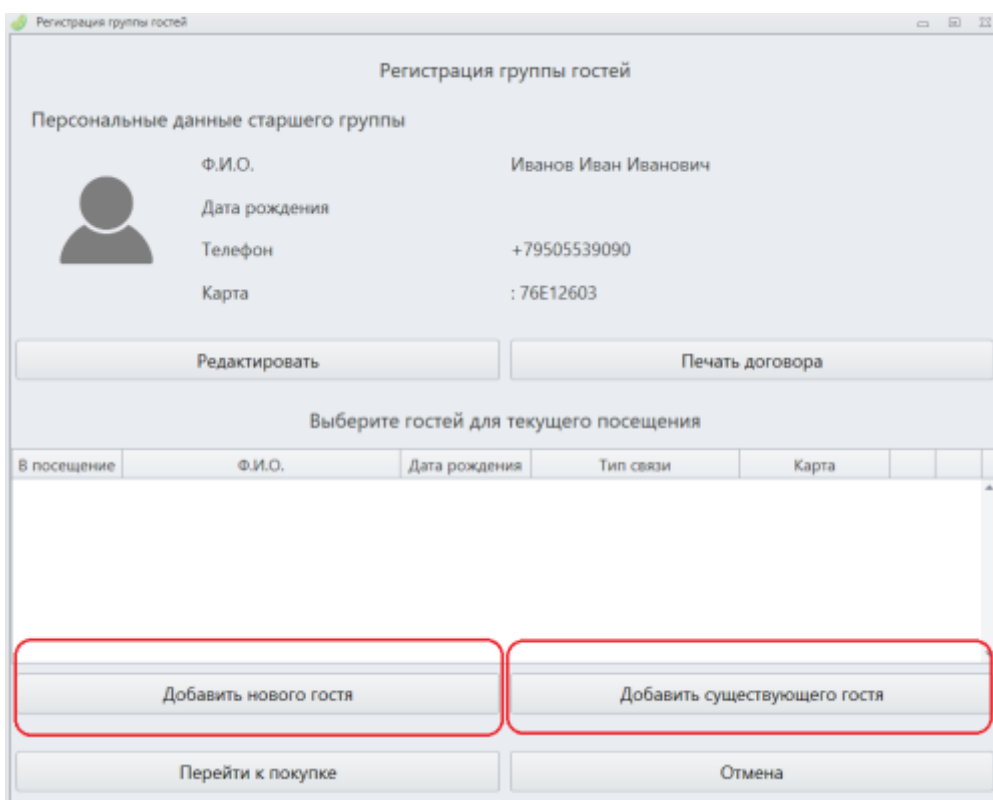 Регистрация группы гостей
Регистрация группы гостей
Персональные данные старшего группы
Ф.И.О. Иванов Иван Иванович
Дата рождения
Телефон +79505539090
Карта : 76E12603
Редактировать Печать договора
Выберите гостей для текущего посещения
В посещение Ф.И.О. Дата рождения Тип связи Карта
Добавить нового гостя Добавить существующего гостя
Перейти к покупке Отмена